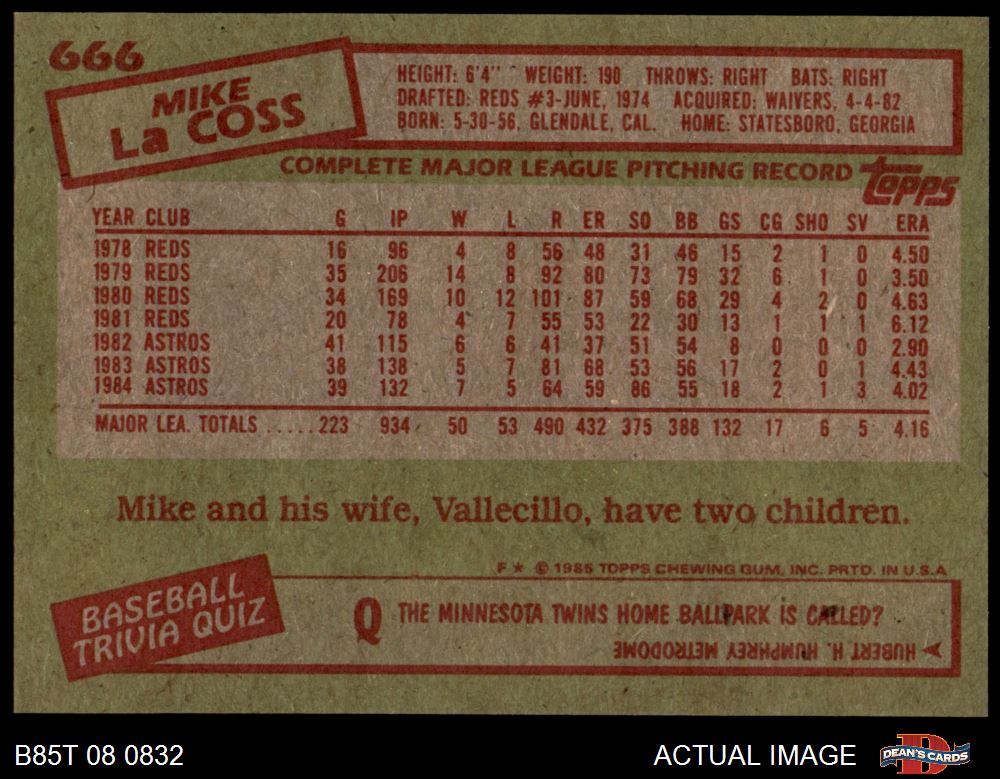 666
MIKE
La COSS
HEIGHT: 6'4" WEIGHT: 190 THROWS: RIGHT BATS: RIGHT
DRAFTED: REDS #3-JUNE, 1974 ACQUIRED: WAIVERS, 4-4-82
BORN: 5-30-56, GLENDALE, CAL. HOME: STATESBORO, GEORGIA
COMPLETE MAJOR LEAGUE PITCHING RECORD topps
YEAR CLUB G IP W L R ER SO BB GS CG SHO SV ERA
1978 REDS 16 96 4 8 56 48 31 46 15 2 1 0 4.50
1979 REDS 35 206 14 8 92 80 73 79 32 6 1 0 3.50
1980 REDS 34 169 10 12 101 87 59 68 29 4 2 0 4.63
1981 REDS 20 78 4 7 55 53 22 30 13 1 1 1 6.12
1982 ASTROS 41 115 6 6 41 37 51 54 8 0 0 0 2.90
1983 ASTROS 38 138 5 7 81 68 53 56 17 2 0 1 4.43
1984 ASTROS 39 132 7 5 64 59 86 55 18 2 1 3 4.02
MAJOR LEA. TOTALS .....223 934 50 53 490 432 375 388 132 17 6 5 4.16
Mike and his wife, Vallecillo, have two children.
F★ © 1985 TOPPS CHEWING GUM, INC. PRTD. IN U.S.A
BASEBALL
TRIVIA QUIZ
Q THE MINNESOTA TWINS HOME BALLPARK IS CALLED?
HUBERT H. HUMPHREY METRODOME
B85T 08 0832 ACTUAL IMAGE DEAN'S CARDS